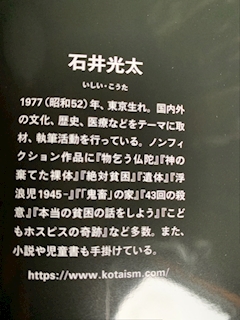 石井光太
いしい・こうた
1977(昭和52)年、東京生れ。国内外
の文化、歴史、医療などをテーマに取
材、執筆活動を行っている。ノンフィ
クション作品に『物乞う仏陀』『神の
棄てた裸体』『絶対貧困』『遺体』『浮
浪児1945-』『「鬼畜」の家』『43回の殺
意』『本当の貧困の話をしよう』『こど
もホスピスの奇跡』など多数。また、
小説や児童書も手掛けている。
https://www.kotaism.com/